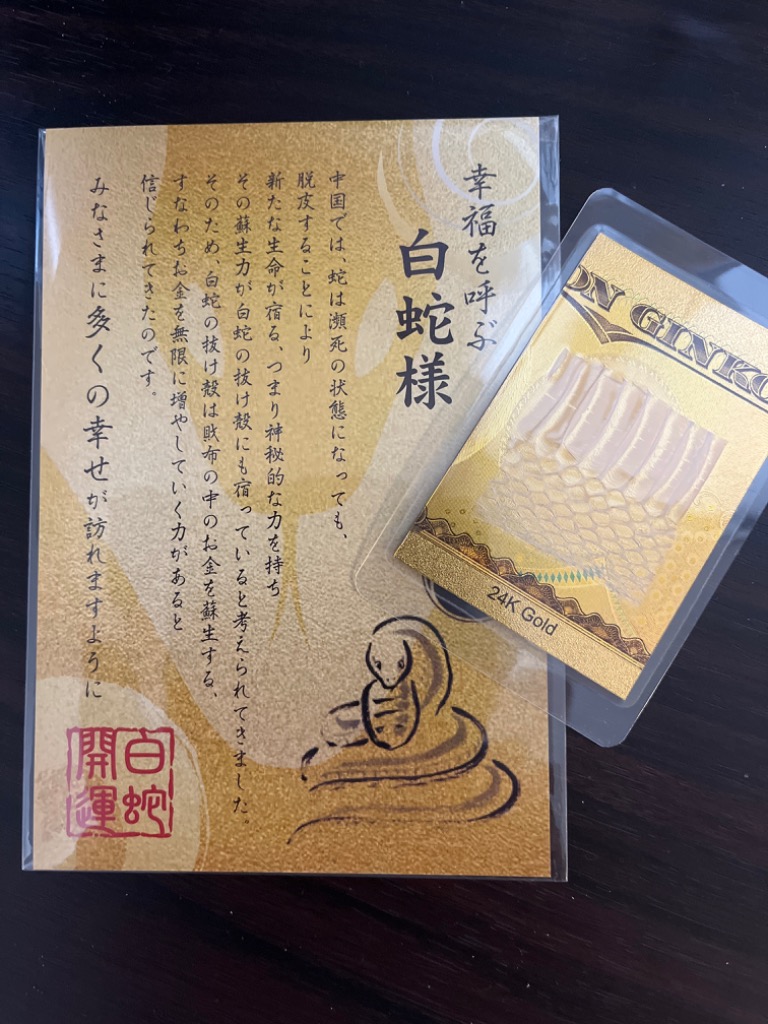 幸福を呼ぶ
白蛇様
中国では、蛇は瀕死の状態になっても、
脱皮することにより
新たな生命が宿る、つまり神秘的な力を持ち
その蘇生力が白蛇の抜け殻にも宿っていると考えられてきました。
そのため、白蛇の抜け殻は財布の中のお金を蘇生する、
すなわちお金を無限に増やしていく力があると
信じられてきたのです。
みなさまに多くの幸せが訪れますように
白蛇
開運
ON GINKO
24K Gold